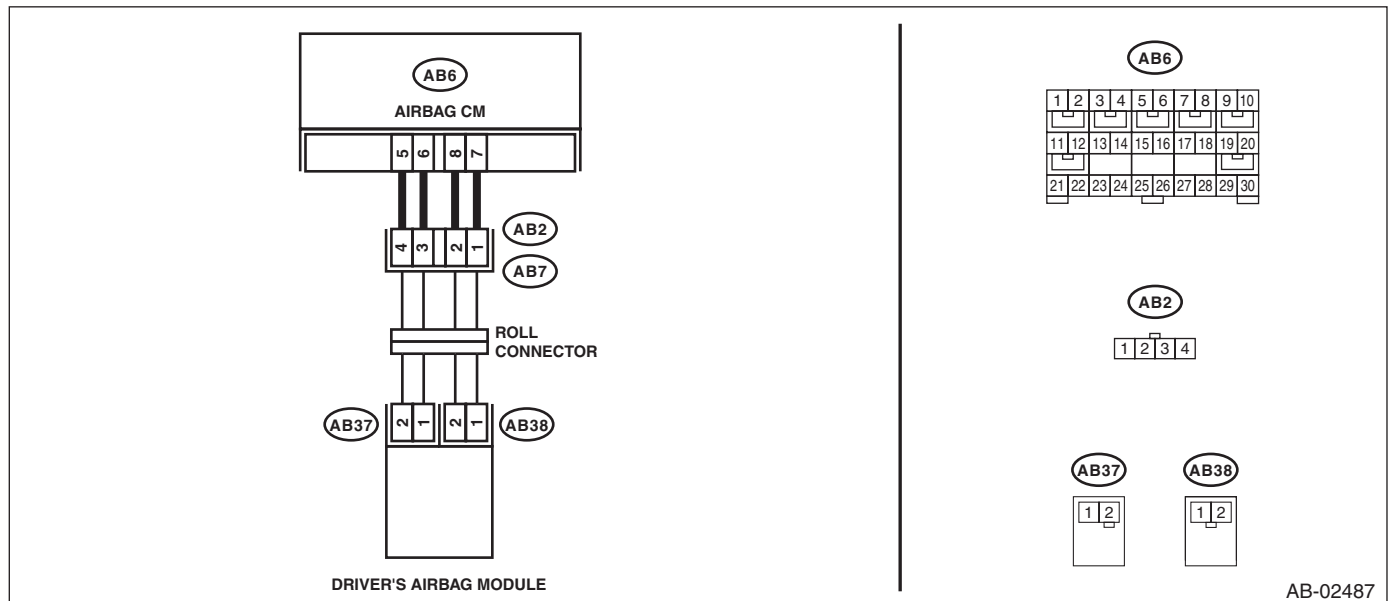 AB6
AIRBAG CM
5 6 8 7
AB2
4 3 2 1
AB7
ROLL
CONNECTOR
AB37
2 1 2 1
AB38
DRIVER'S AIRBAG MODULE
AB6
1 2 3 4 5 6 7 8 9 10
11 12 13 14 15 16 17 18 19 20
21 22 23 24 25 26 27 28 29 30
AB2
1 2 3 4
AB37 AB38
1 2 1 2
AB-02487